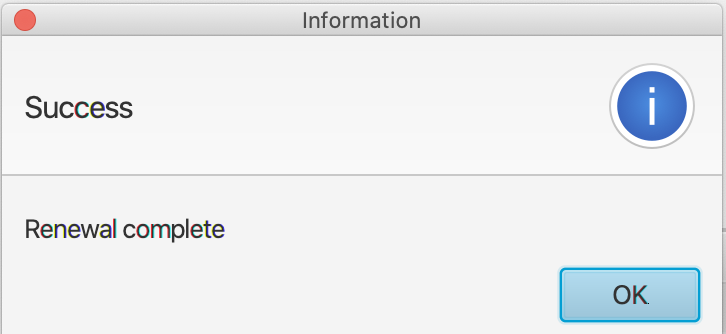 Information
Success
Renewal complete
OK